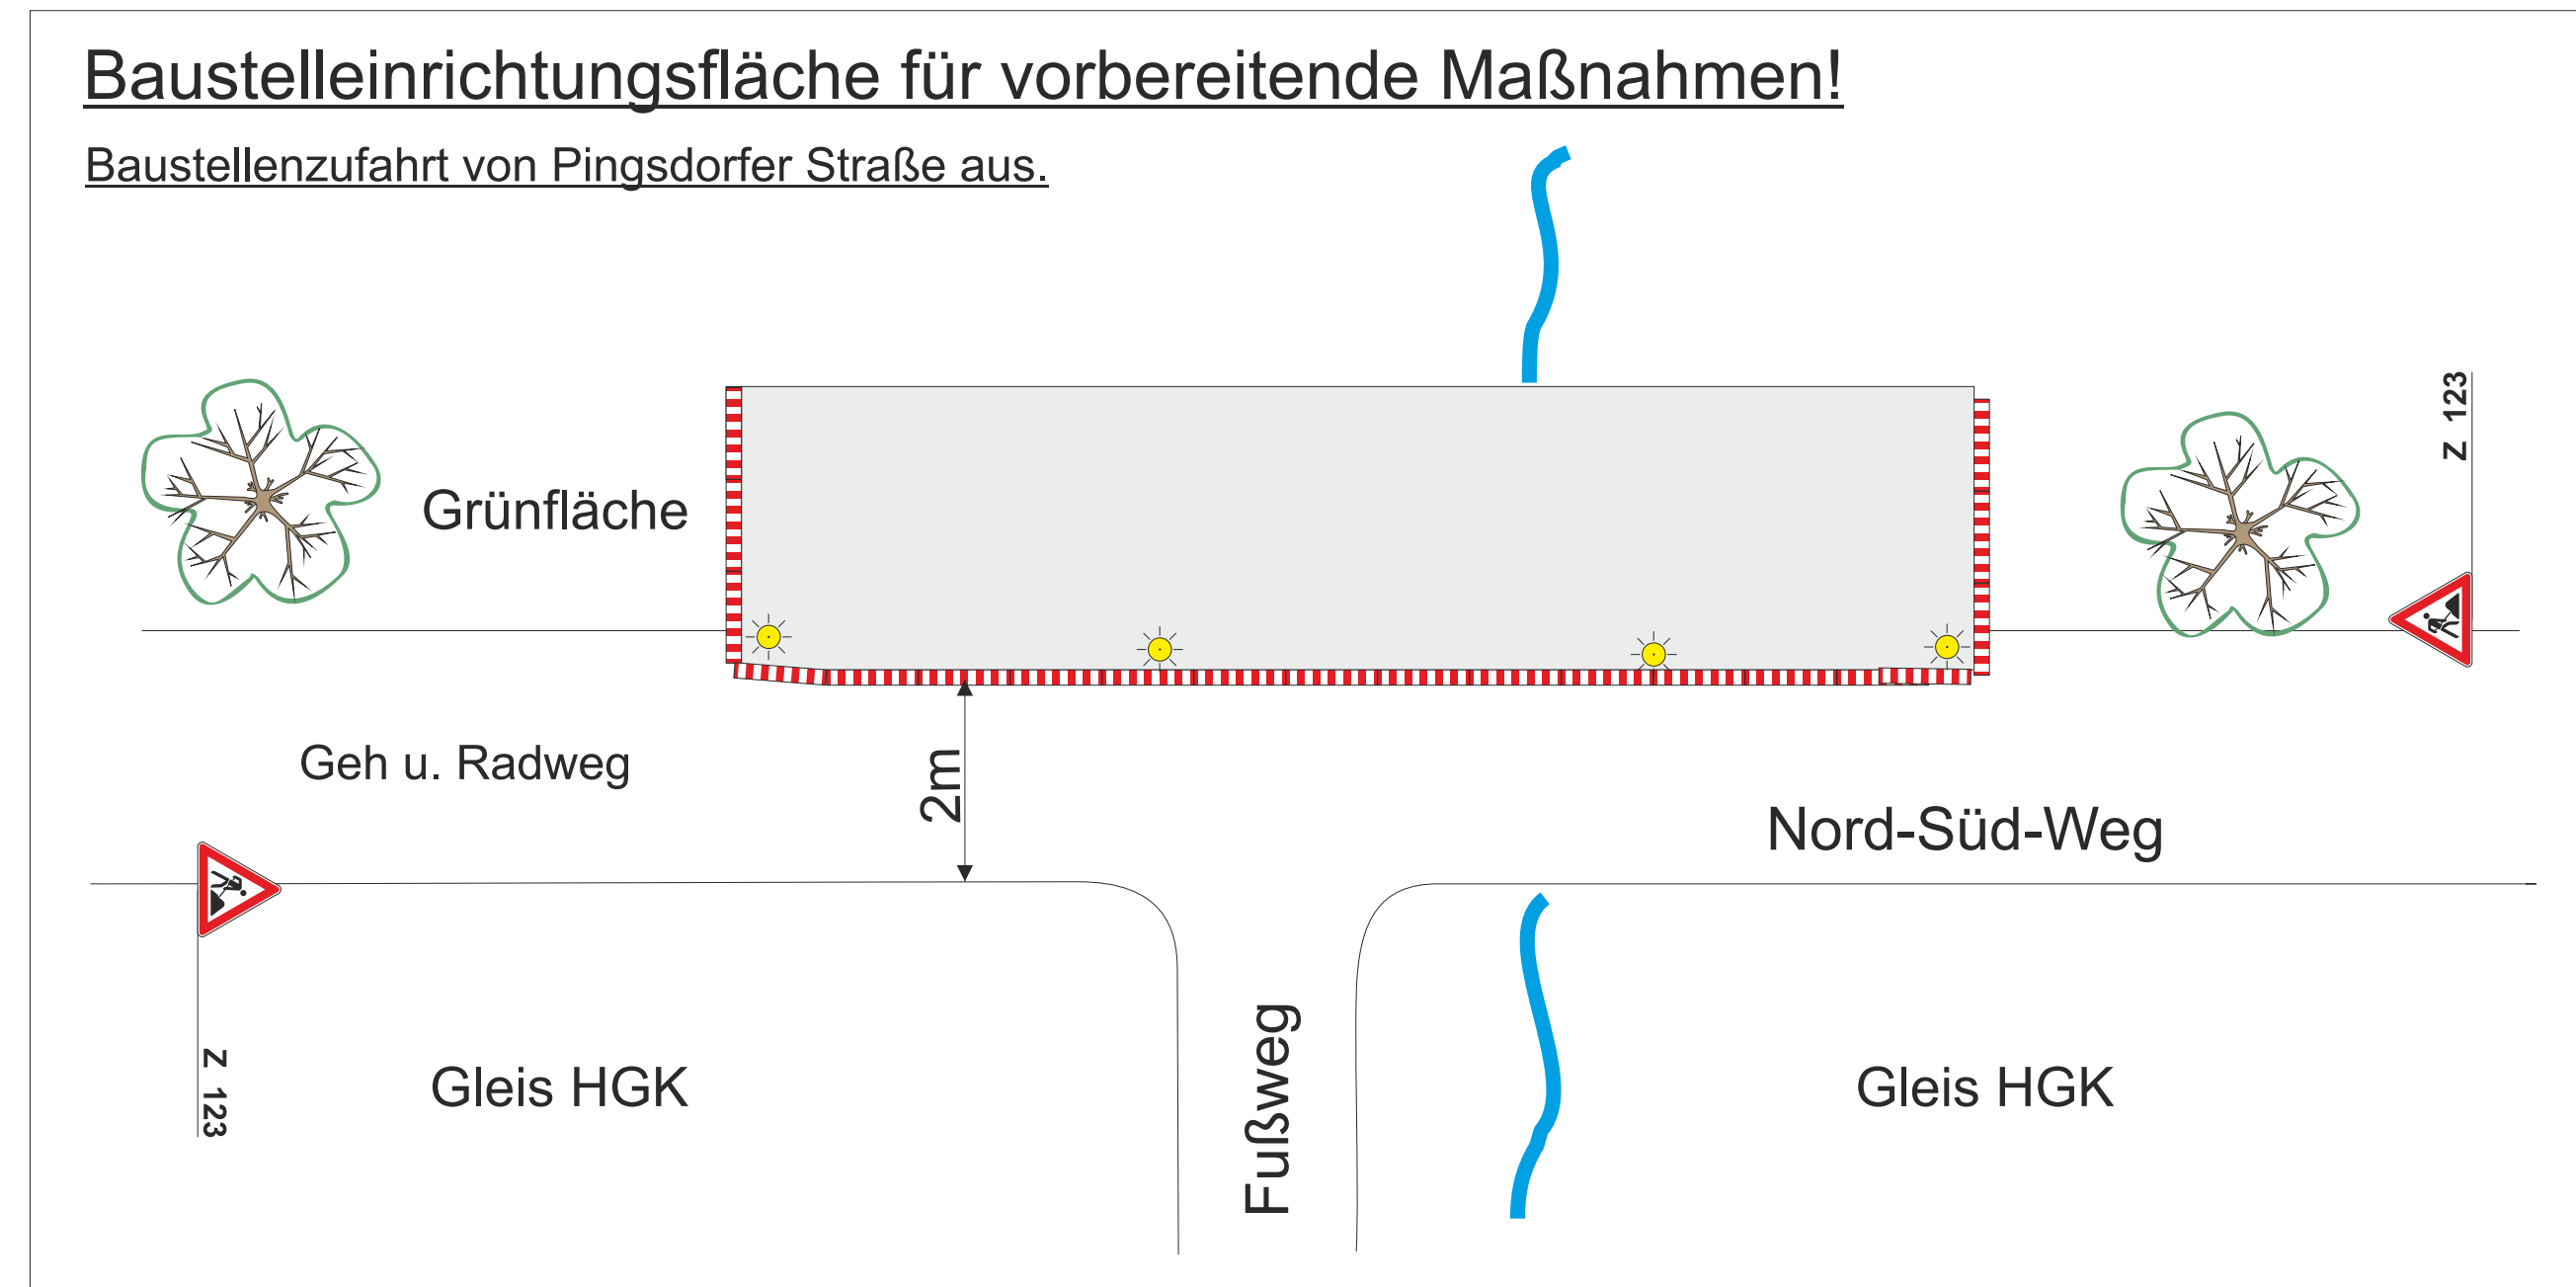 Baustelleinrichtungsfläche für vorbereitende Maßnahmen!
Baustellenzufahrt von Pingsdorfer Straße aus.
Z 123
Grünfläche
Geh u. Radweg
2m
Nord-Süd-Weg
Z 123
Gleis HGK
Fußweg
Gleis HGK